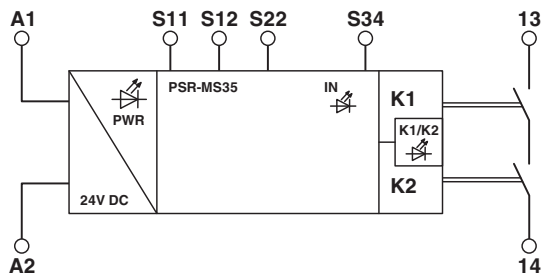 A1 S11 S12 S22 S34 13
PSR-MS35 IN K1
PWR K1/K2
24V DC K2
A2 14